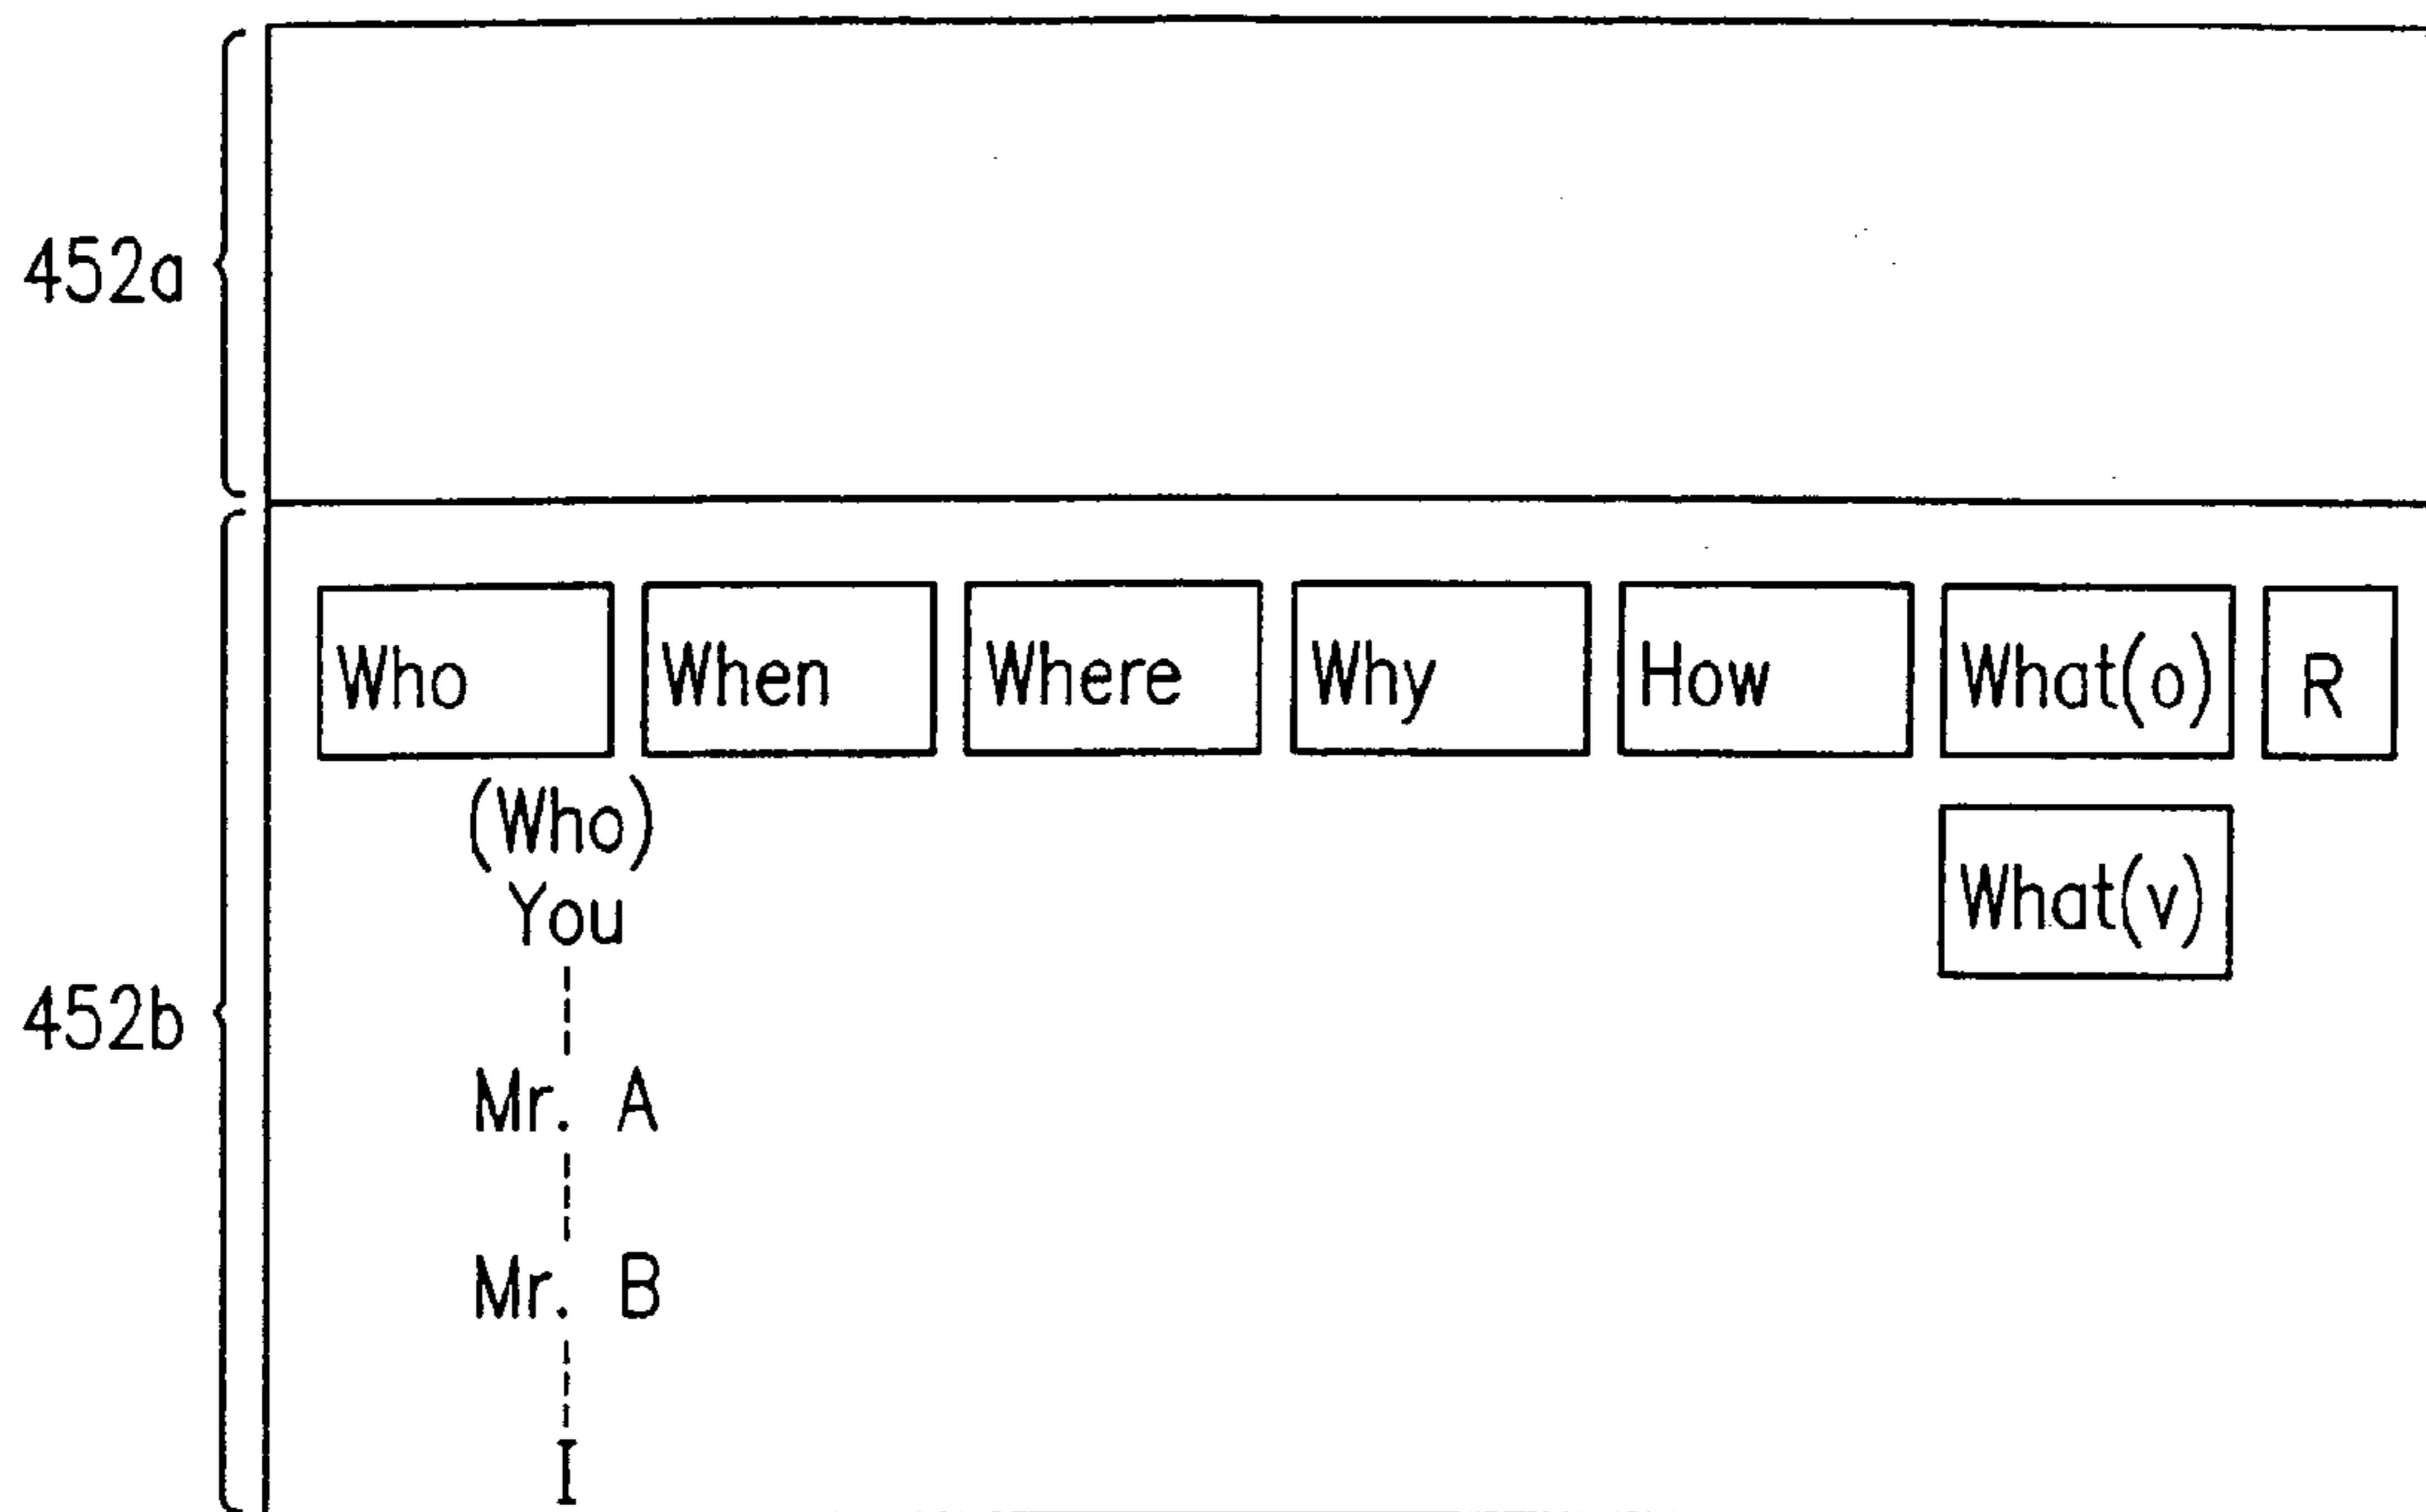 452a
Who When Where Why How What(o) R
(Who)
What(v)
You
452b
Mr. A
Mr. B
I